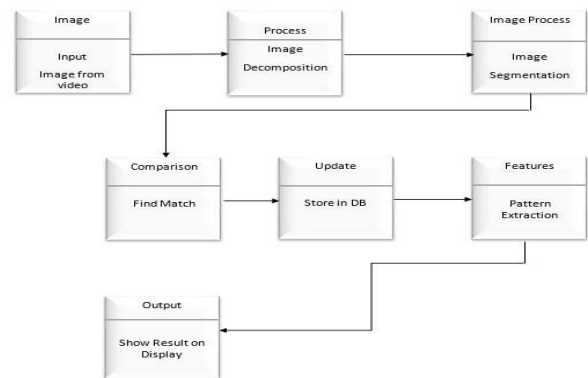 Image
Input
Image from
video
Process
Image
Decomposition
Image Process
Image
Segmentation
Comparison
Find Match
Update
Store in DB
Features
Pattern
Extraction
Output
Show Result on
Display